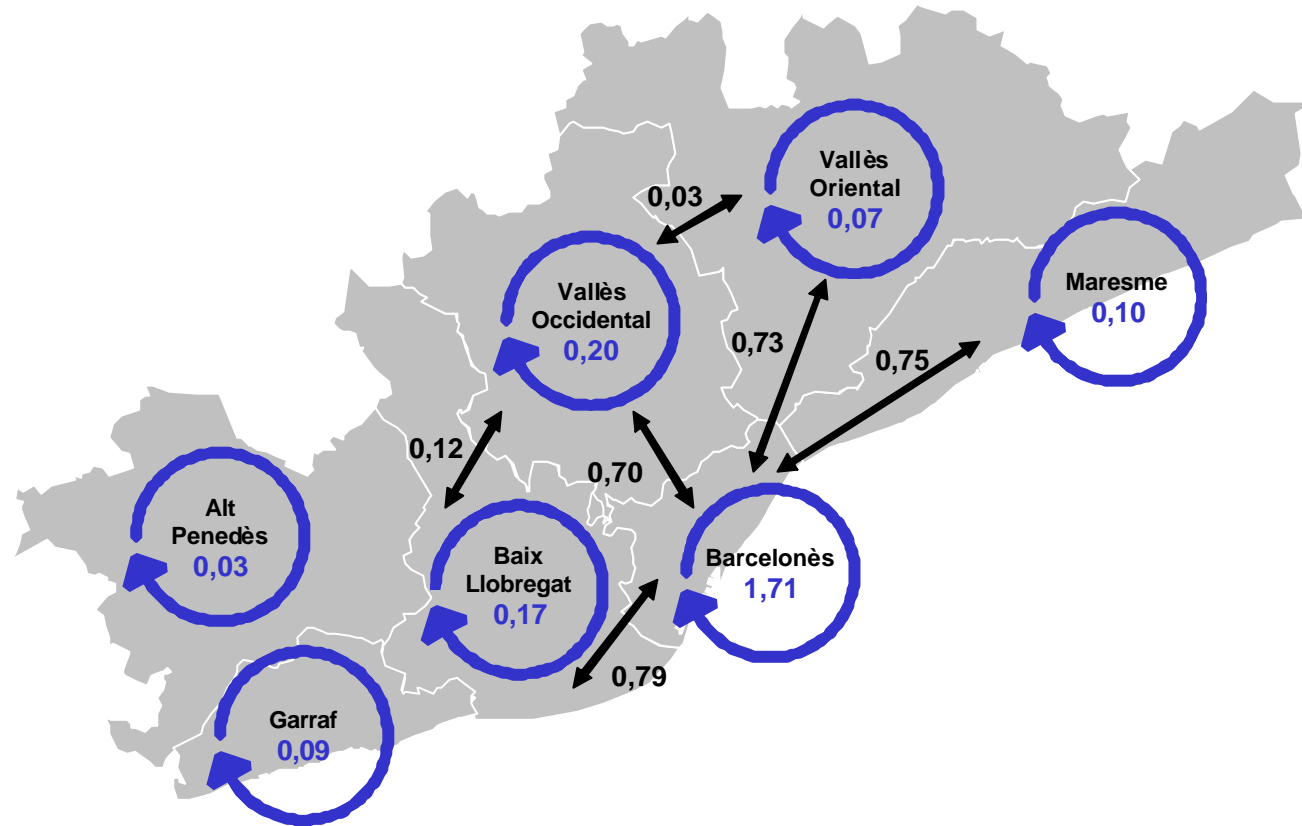 Vallès
Oriental
0,07
0,03
Vallès
Occidental
0,20
Maresme
0,10
0,73
0,75
0,12
0,70
Alt
Penedès
0,03
Baix
Llobregat
0,17
Barcelonès
1,71
0,79
Garraf
0,09